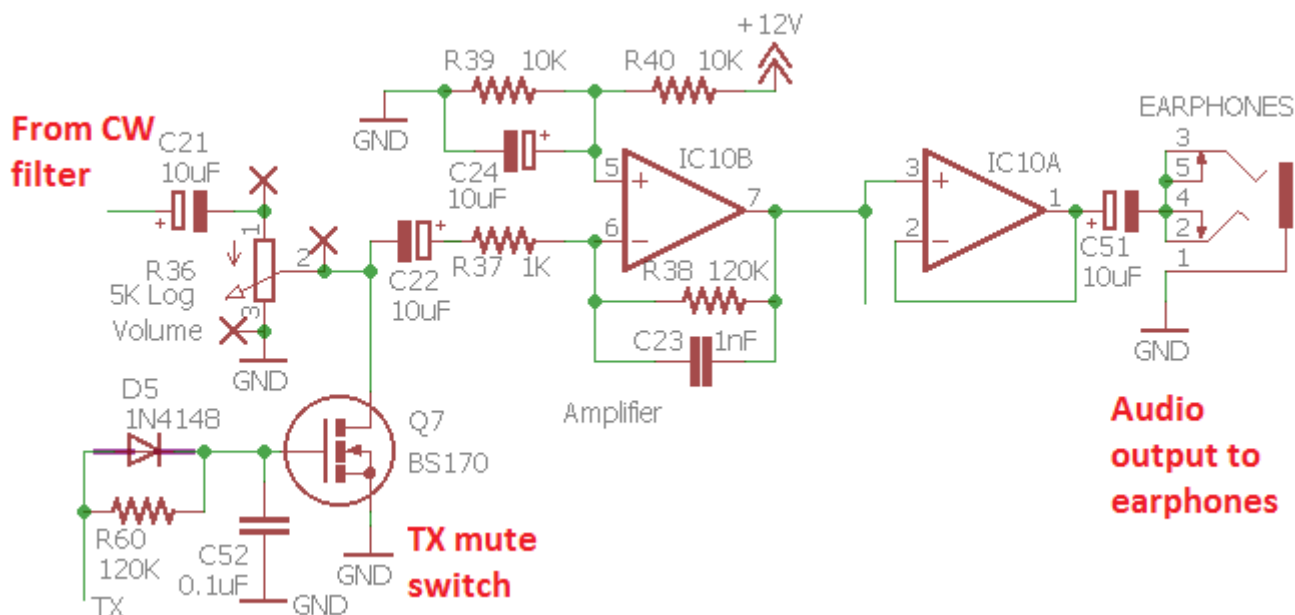 +12V
R39 10K
R40 10K
GND
EARPHONES
From CW
filter
C21
10uF
+
C24
10uF
+
5
+
IC10B
7
6
-
3
+
IC10A
1
2
-
3
5
4
2
1
+
C51
10uF
1
R36
5K Log
Volume
2
3
GND
C22
10uF
+
R37 1K
R38 120K
C23 1nF
GND
D5
1N4148
Amplifier
Q7
BS170
Audio
output to
earphones
R60
120K
C52
0.1uF
TX mute
switch
GND
GND
TX